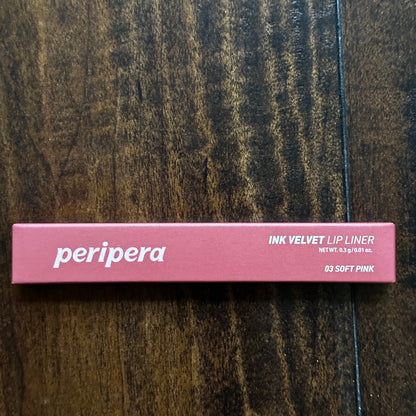 peripera
INK VELVET LIP LINER
NET WT. 0.3 g / 0.01 oz.
03 SOFT PINK